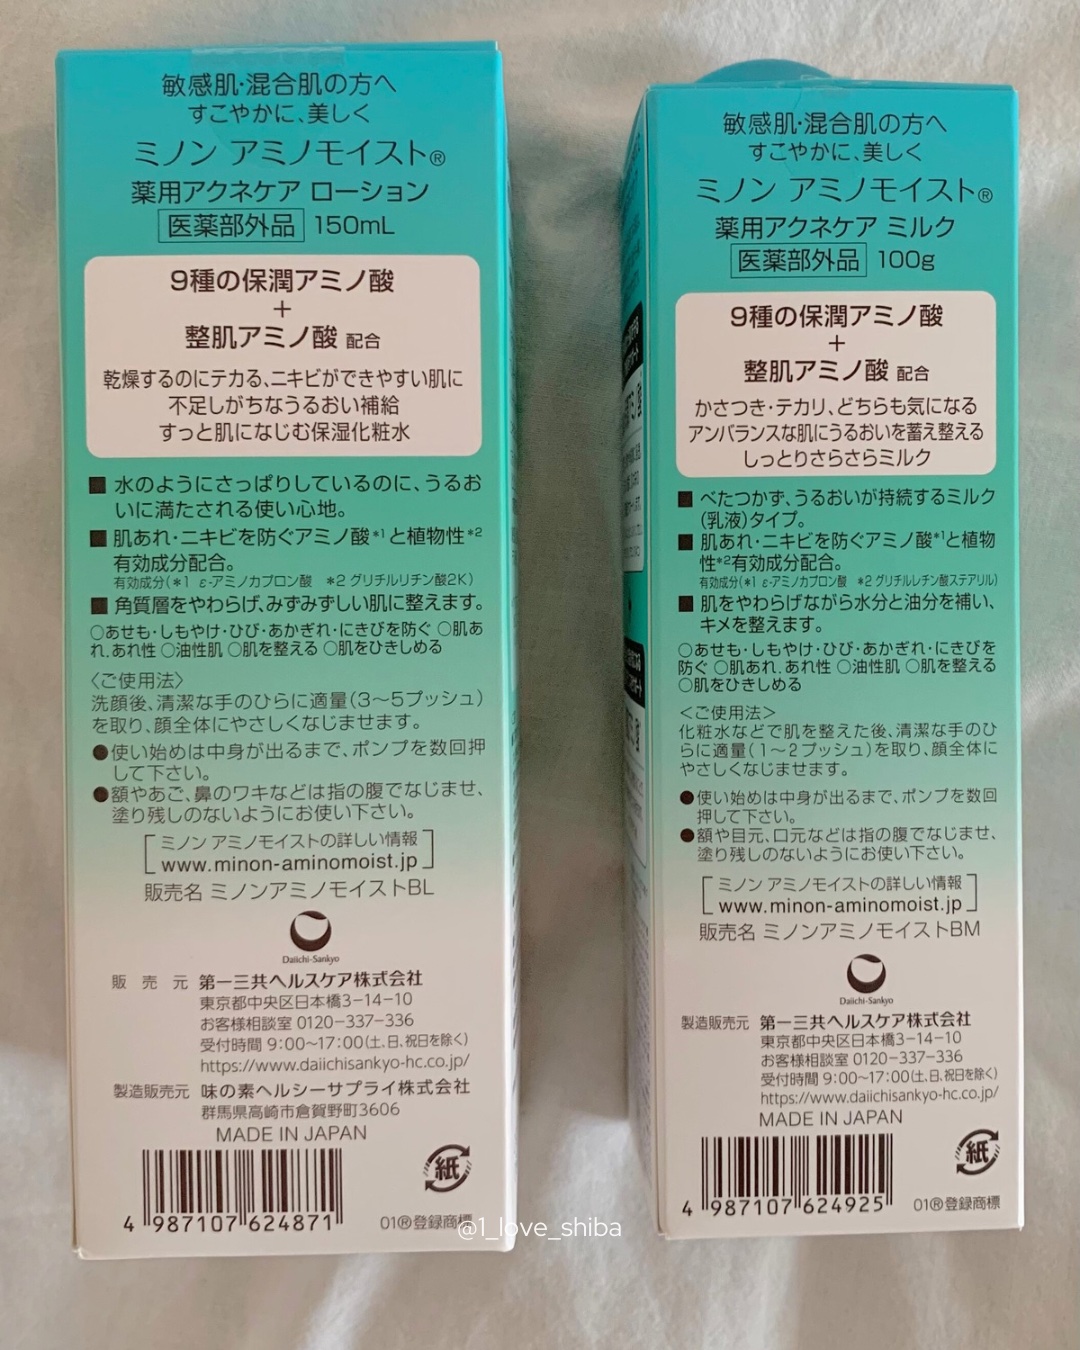 敏感肌・混合肌の方へ
すこやかに、美しく
ミノン アミノモイスト®
薬用アクネケア ローション
医薬部外品 150mL
9種の保潤アミノ酸
+
整肌アミノ酸 配合
乾燥するのにテカる、ニキビができやすい肌に
不足しがちなうるおい補給
すっと肌になじむ保湿化粧水
■ 水のようにさっぱりしているのに、うるお
いに満たされる使い心地。
■ 肌あれ・ニキビを防ぐアミノ酸*1と植物性*2
有効成分配合。
有効成分(*1 ε-アミノカプロン酸 *2 グリチルリチン酸2K)
■ 角質層をやわらげ、みずみずしい肌に整えます。
○あせも・しもやけ・ひび・あかぎれ・にきびを防ぐ ○肌あ
れ.あれ性 ○油性肌 ○肌を整える ○肌をひきしめる
〈ご使用法〉
洗顔後、清潔な手のひらに適量(3〜5プッシュ)
を取り、顔全体にやさしくなじませます。
●使い始めは中身が出るまで、ポンプを数回押
して下さい。
●額やあご、鼻のワキなどは指の腹でなじませ、
塗り残しのないようにお使い下さい。
ミノン アミノモイストの詳しい情報
www.minon-aminomoist.jp
販売名 ミノンアミノモイストBL
Daiichi-Sankyo
販売元 第一三共ヘルスケア株式会社
東京都中央区日本橋3-14-10
お客様相談室 0120-337-336
受付時間 9:00〜17:00(土、日、祝日を除く)
https://www.daiichisankyo-hc.co.jp/
製造販売元 味の素ヘルシーサプライ株式会社
群馬県高崎市倉賀野町3606
MADE IN JAPAN
紙
4 987107 624871
01®登録商標
敏感肌・混合肌の方へ
すこやかに、美しく
ミノン アミノモイスト®
薬用アクネケア ミルク
医薬部外品 100g
9種の保潤アミノ酸
+
整肌アミノ酸 配合
かさつき・テカリ、どちらも気になる
アンバランスな肌にうるおいを蓄え整える
しっとりさらさらミルク
■ べたつかず、うるおいが持続するミルク
(乳液)タイプ。
■ 肌あれ・ニキビを防ぐアミノ酸*1と植物
性*2有効成分配合。
有効成分(*1 ε-アミノカプロン酸 *2 グリチルレチン酸ステアリル)
■ 肌をやわらげながら水分と油分を補い、
キメを整えます。
○あせも・しもやけ・ひび・あかぎれ・にきびを
防ぐ ○肌あれ.あれ性 ○油性肌 ○肌を整える
○肌をひきしめる
〈ご使用法〉
化粧水などで肌を整えた後、清潔な手のひ
らに適量(1〜2プッシュ)を取り、顔全体に
やさしくなじませます。
●使い始めは中身が出るまで、ポンプを数回
押して下さい。
●額や目元、口元などは指の腹でなじませ、
塗り残しのないようにお使い下さい。
ミノン アミノモイストの詳しい情報
www.minon-aminomoist.jp
販売名 ミノンアミノモイストBM
Daiichi-Sankyo
製造販売元 第一三共ヘルスケア株式会社
東京都中央区日本橋3-14-10
お客様相談室 0120-337-336
受付時間 9:00〜17:00(土、日、祝日を除く)
https://www.daiichisankyo-hc.co.jp/
MADE IN JAPAN
紙
4 987107 624925
01®登録商標
@1_love_shiba